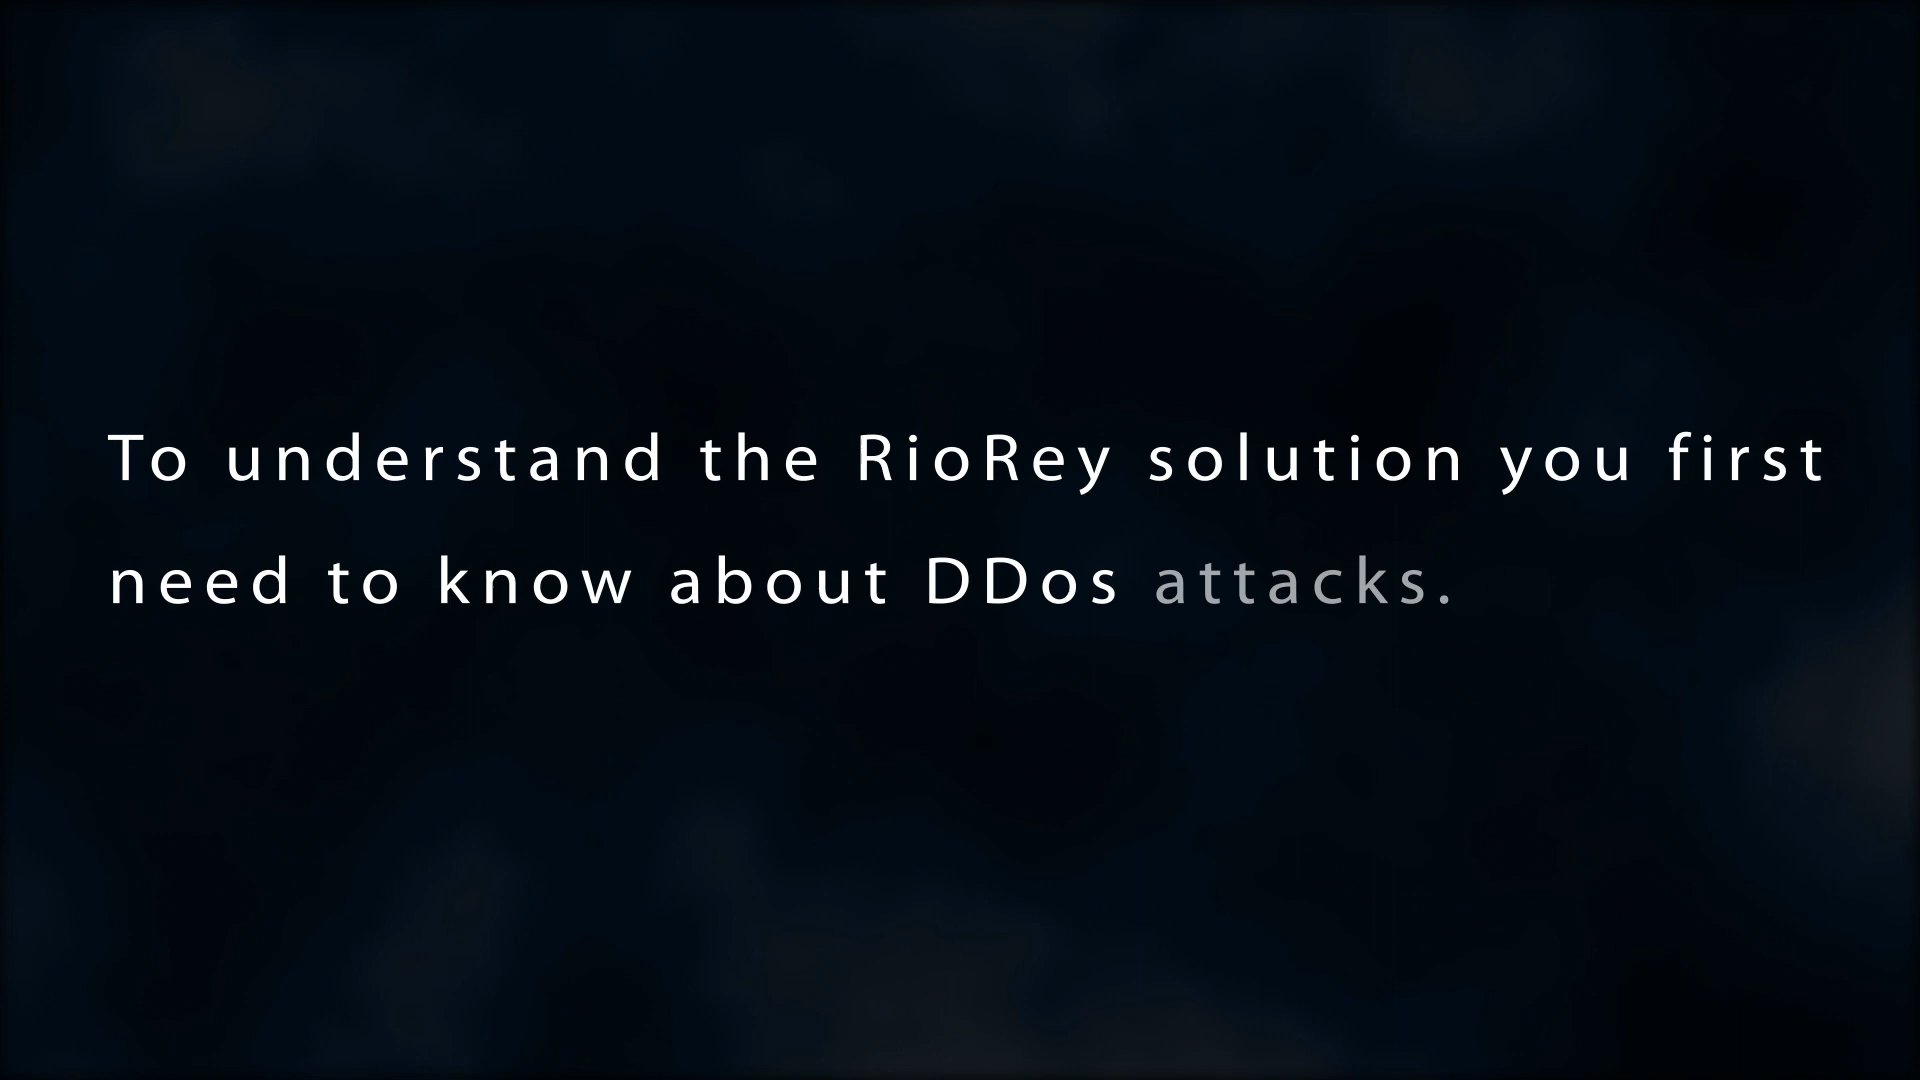 To understand the RioRey solution you first
need to know about DDos attacks.